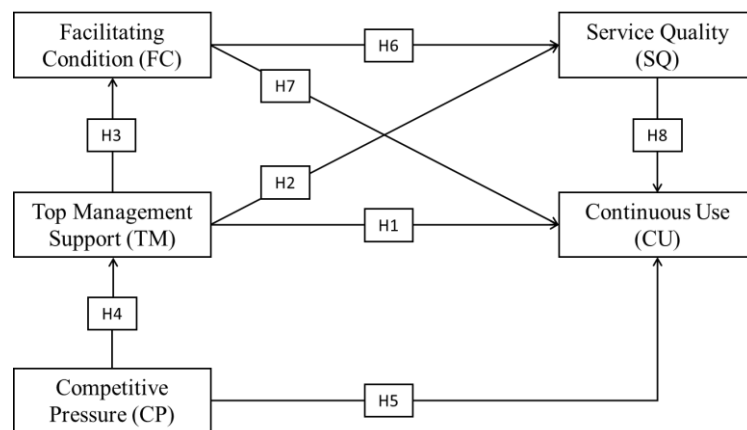 Facilitating
Condition (FC)
H6
Service Quality
(SQ)
H7
H3
H8
H2
Top Management
Support (TM)
H1
Continuous Use
(CU)
H4
Competitive
Pressure (CP)
H5